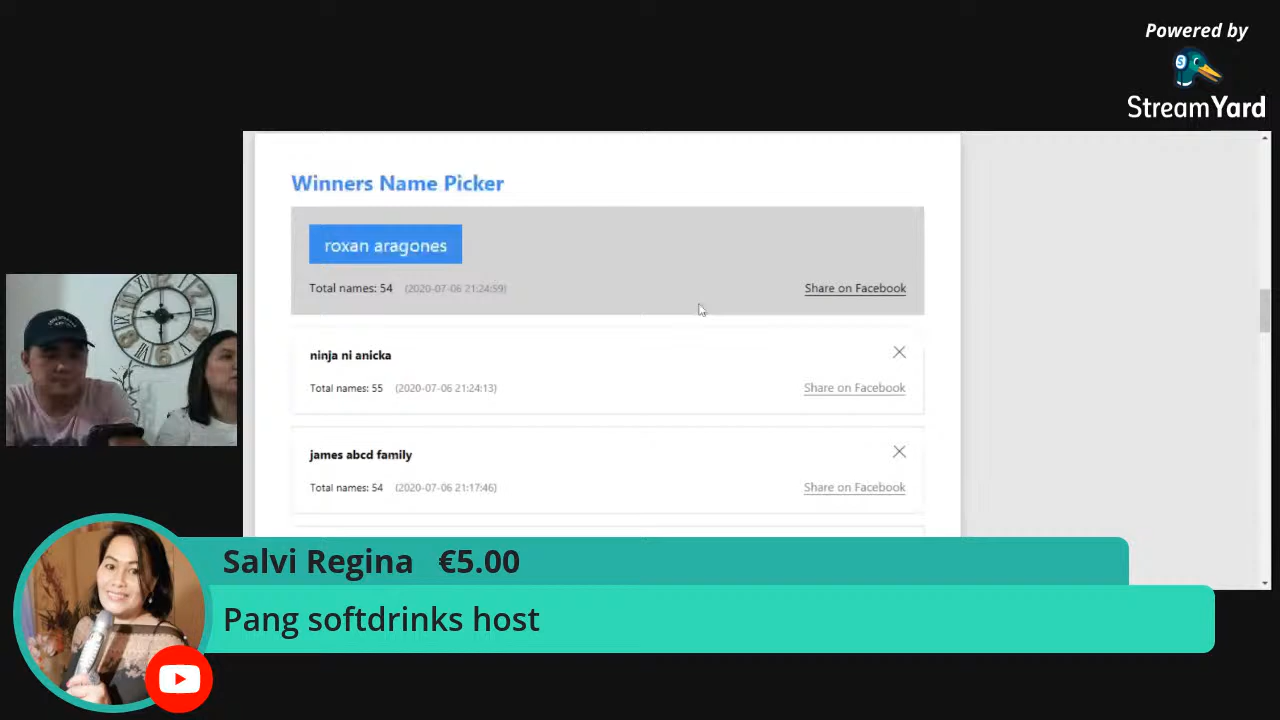 Powered by
StreamYard
Winners Name Picker
roxan aragones
Total names: 54 (2020-07-06 21:24:59) Share on Facebook
ninja ni anicka
Total names: 55 (2020-07-06 21:24:13) Share on Facebook
james abcd family
Total names: 54 (2020-07-06 21:17:46) Share on Facebook
Salvi Regina €5.00
Pang softdrinks host